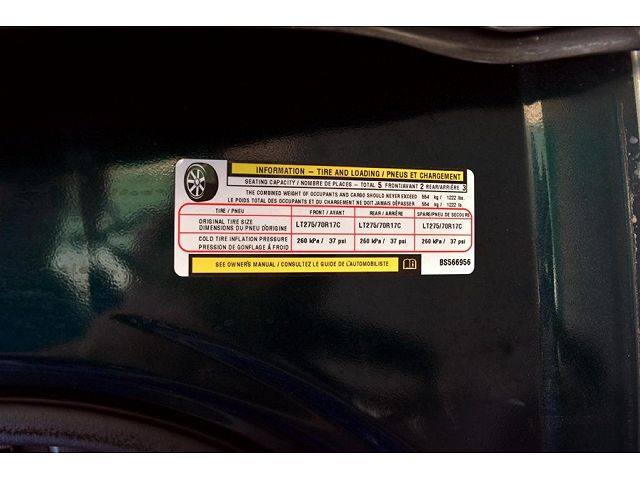 INFORMATION – TIRE AND LOADING / PNEUS ET CHARGEMENT
SEATING CAPACITY / NOMBRE DE PLACES – TOTAL 5 FRONT/AVANT 2 REAR/ARRIÈRE 3
THE COMBINED WEIGHT OF OCCUPANTS AND CARGO SHOULD NEVER EXCEED 554 kg / 1222 lbs.
LE POIDS TOTAL DES OCCUPANTS ET DU CHARGEMENT NE DOIT JAMAIS DÉPASSER 554 kg / 1222 lb
TIRE / PNEU FRONT / AVANT REAR / ARRIÈRE SPARE/PNEU DE SECOURS
ORIGINAL TIRE SIZE
DIMENSIONS DU PNEU D'ORIGINE LT275/70R17C LT275/70R17C LT275/70R17C
COLD TIRE INFLATION PRESSURE
PRESSION DE GONFLAGE À FROID 260 kPa / 37 psi 260 kPa / 37 psi 260 kPa / 37 psi
SEE OWNERS MANUAL / CONSULTEZ LE GUIDE DE L'AUTOMOBILISTE BS566956